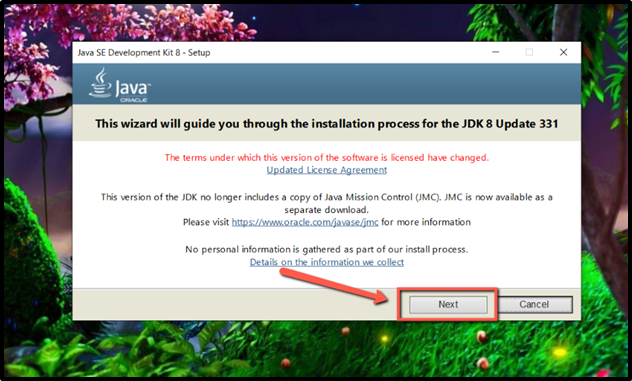 Java SE Development Kit 8 - Setup
Java
ORACLE
This wizard will guide you through the installation process for the JDK 8 Update 331
The terms under which this version of the software is licensed have changed.
Updated License Agreement
This version of the JDK no longer includes a copy of Java Mission Control (JMC). JMC is now available as a
separate download.
Please visit https://www.oracle.com/javase/jmc for more information
No personal information is gathered as part of our install process.
Details on the information we collect
Next
Cancel